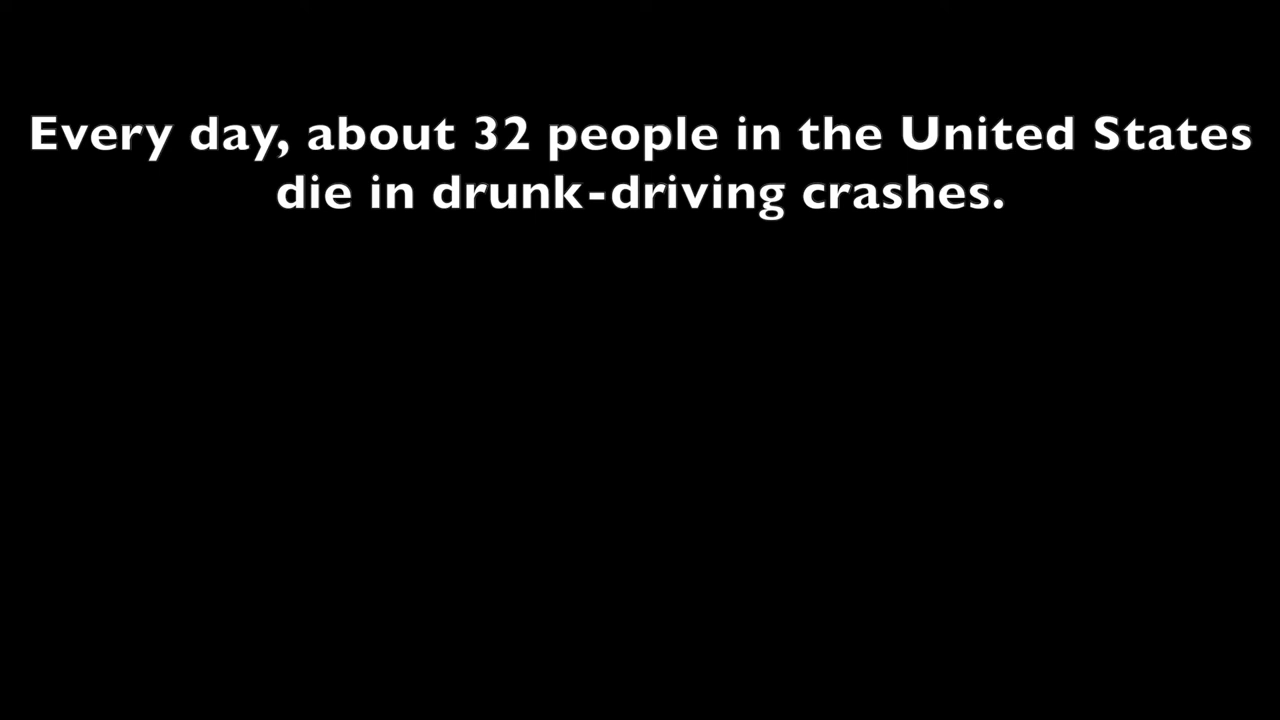 Every day, about 32 people in the United States
die in drunk-driving crashes.